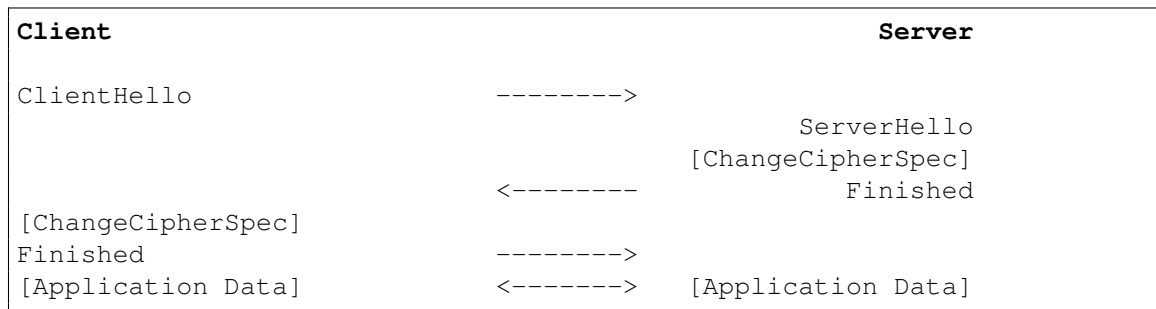 Client Server
ClientHello -------->
ServerHello
[ChangeCipherSpec]
<-------- Finished
[ChangeCipherSpec]
Finished -------->
[Application Data] <-------> [Application Data]